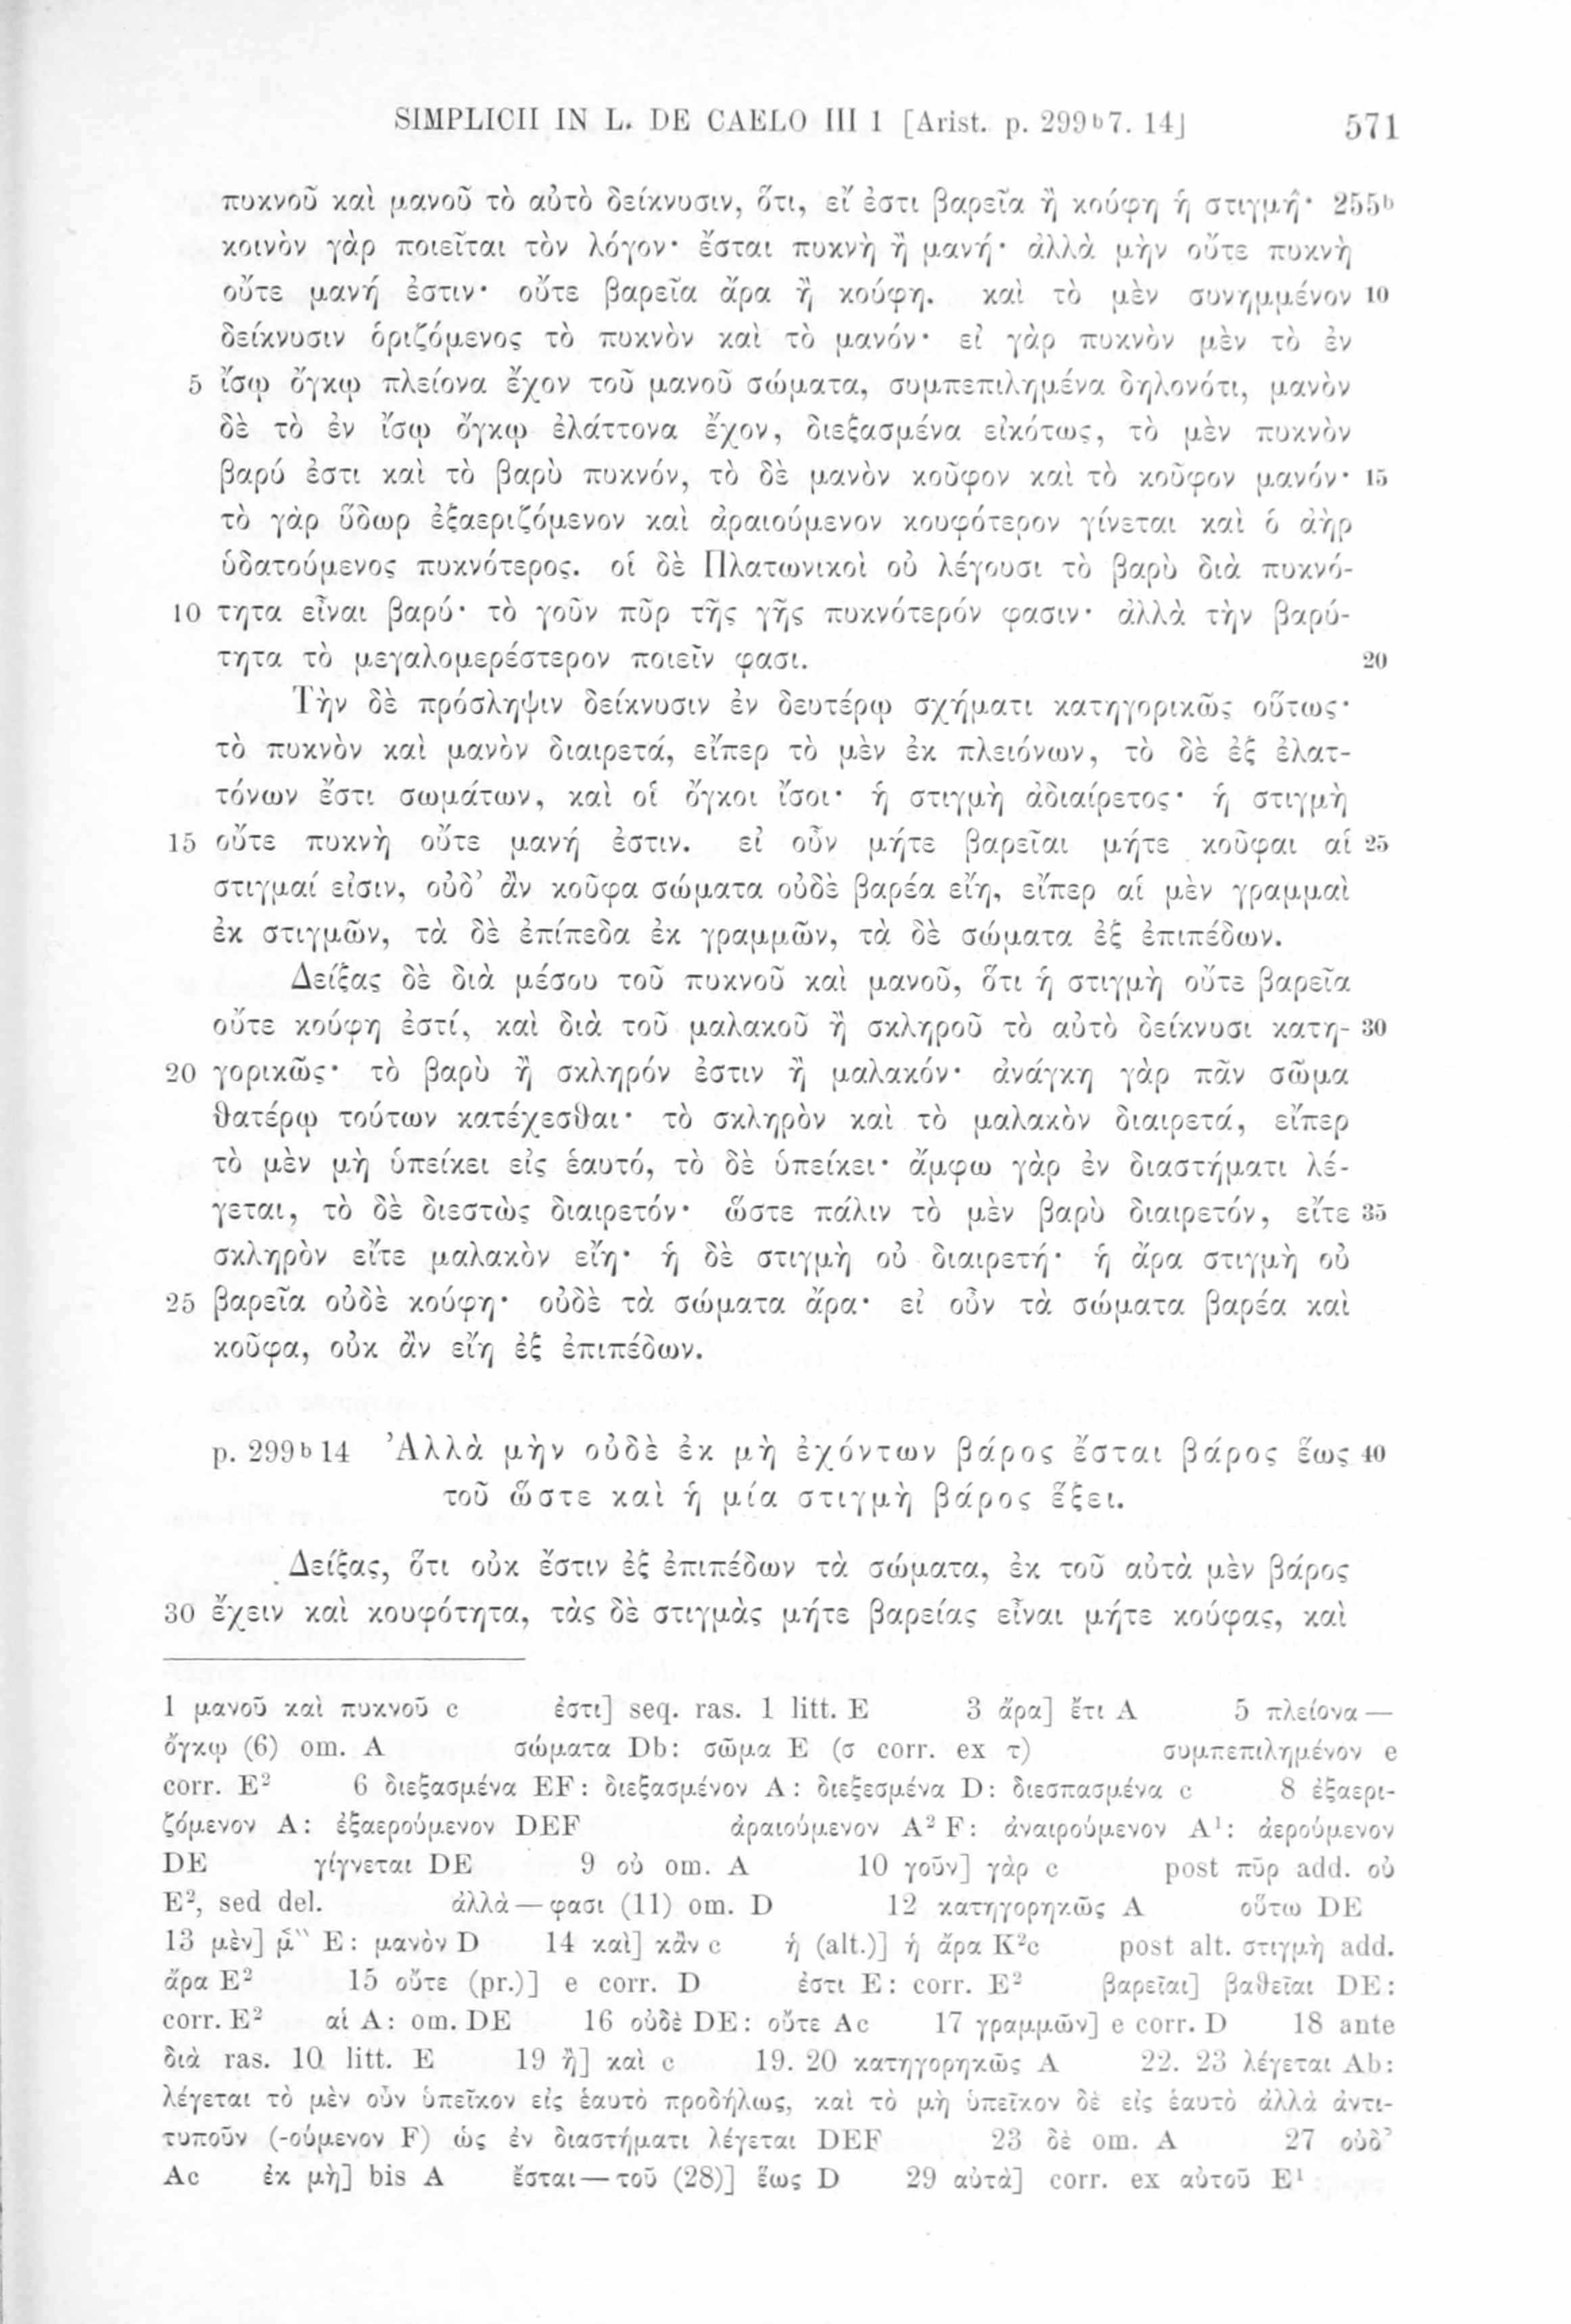 SIMPLICII IN L. DE CAELO III 1 [Arist. p. 299ᵇ7. 14] 571
πυκνοῦ καὶ μανοῦ τὸ αὐτὸ δείκνυσιν, ὅτι, εἴ ἐστι βαρεῖα ἢ κούφη ἡ στιγμή· 255ᵇ
κοινὸν γὰρ ποιεῖται τὸν λόγον· ἔσται πυκνὴ ἢ μανή· ἀλλὰ μὴν οὔτε πυκνὴ
οὔτε μανή ἐστιν· οὔτε βαρεῖα ἄρα ἢ κούφη. καὶ τὸ μὲν συνημμένον 10
δείκνυσιν ὁριζόμενος τὸ πυκνὸν καὶ τὸ μανόν· εἰ γὰρ πυκνὸν μὲν τὸ ἐν
5 ἴσῳ ὄγκῳ πλείονα ἔχον τοῦ μανοῦ σώματα, συμπεπιλημένα δηλονότι, μανὸν
δὲ τὸ ἐν ἴσῳ ὄγκῳ ἐλάττονα ἔχον, διεξασμένα εἰκότως, τὸ μὲν πυκνὸν
βαρύ ἐστι καὶ τὸ βαρὺ πυκνόν, τὸ δὲ μανὸν κοῦφον καὶ τὸ κοῦφον μανόν· 15
τὸ γὰρ ὕδωρ ἐξαεριζόμενον καὶ ἀραιούμενον κουφότερον γίνεται καὶ ὁ ἀὴρ
ὑδατούμενος πυκνότερος. οἱ δὲ Πλατωνικοὶ οὐ λέγουσι τὸ βαρὺ διὰ πυκνό-
10 τητα εἶναι βαρύ· τὸ γοῦν πῦρ τῆς γῆς πυκνότερόν φασιν· ἀλλὰ τὴν βαρύ-
τητα τὸ μεγαλομερέστερον ποιεῖν φασι. 20
Τὴν δὲ πρόσληψιν δείκνυσιν ἐν δευτέρῳ σχήματι κατηγορικῶς οὕτως·
τὸ πυκνὸν καὶ μανὸν διαιρετά, εἴπερ τὸ μὲν ἐκ πλειόνων, τὸ δὲ ἐξ ἐλατ-
τόνων ἔστι σωμάτων, καὶ οἱ ὄγκοι ἴσοι· ἡ στιγμὴ ἀδιαίρετος· ἡ στιγμὴ
15 οὔτε πυκνὴ οὔτε μανή ἐστιν. εἰ οὖν μήτε βαρεῖαι μήτε κοῦφαι αἱ 25
στιγμαί εἰσιν, οὐδ’ ἂν κοῦφα σώματα οὐδὲ βαρέα εἴη, εἴπερ αἱ μὲν γραμμαὶ
ἐκ στιγμῶν, τὰ δὲ ἐπίπεδα ἐκ γραμμῶν, τὰ δὲ σώματα ἐξ ἐπιπέδων.
Δείξας δὲ διὰ μέσου τοῦ πυκνοῦ καὶ μανοῦ, ὅτι ἡ στιγμὴ οὔτε βαρεῖα
οὔτε κούφη ἐστί, καὶ διὰ τοῦ μαλακοῦ ἢ σκληροῦ τὸ αὐτὸ δείκνυσι κατη- 30
20 γορικῶς· τὸ βαρὺ ἢ σκληρόν ἐστιν ἢ μαλακόν· ἀνάγκη γὰρ πᾶν σῶμα
θατέρῳ τούτων κατέχεσθαι· τὸ σκληρὸν καὶ τὸ μαλακὸν διαιρετά, εἴπερ
τὸ μὲν μὴ ὑπείκει εἰς ἑαυτό, τὸ δὲ ὑπείκει· ἄμφω γὰρ ἐν διαστήματι λέ-
γεται, τὸ δὲ διεστὼς διαιρετόν· ὥστε πάλιν τὸ μὲν βαρὺ διαιρετόν, εἴτε 35
σκληρὸν εἴτε μαλακὸν εἴη· ἡ δὲ στιγμὴ οὐ διαιρετή· ἡ ἄρα στιγμὴ οὐ
25 βαρεῖα οὐδὲ κούφη· οὐδὲ τὰ σώματα ἄρα· εἰ οὖν τὰ σώματα βαρέα καὶ
κοῦφα, οὐκ ἂν εἴη ἐξ ἐπιπέδων.
p. 299ᵇ14 Ἀλλὰ μὴν οὐδὲ ἐκ μὴ ἐχόντων βάρος ἔσται βάρος ἕως 40
τοῦ ὥστε καὶ ἡ μία στιγμὴ βάρος ἕξει.
Δείξας, ὅτι οὐκ ἔστιν ἐξ ἐπιπέδων τὰ σώματα, ἐκ τοῦ αὐτὰ μὲν βάρος
30 ἔχειν καὶ κουφότητα, τὰς δὲ στιγμὰς μήτε βαρείας εἶναι μήτε κούφας, καὶ
1 μανοῦ καὶ πυκνοῦ c ἐστι] seq. ras. 1 litt. E 3 ἄρα] ἔτι A 5 πλείονα —
ὄγκῳ (6) om. A σώματα Db: σῶμα E (σ corr. ex τ) συμπεπιλημένον e
corr. E² 6 διεξασμένα EF: διεξασμένον A: διεξεσμένα D: διεσπασμένα c 8 ἐξαερι-
ζόμενον A: ἐξαερούμενον DEF ἀραιούμενον A² F: ἀναιρούμενον A¹: ἀερούμενον
DE γίγνεται DE 9 οὐ om. A 10 γοῦν] γὰρ c post πῦρ add. οὐ
E², sed del. ἀλλὰ — φασι (11) om. D 12 κατηγορηκῶς A οὕτω DE
13 μὲν] μ̃" E: μανὸν D 14 καὶ] κἂν c ἡ (alt.)] ἡ ἄρα K²c post alt. στιγμὴ add.
ἄρα E² 15 οὔτε (pr.)] e corr. D ἐστι E: corr. E² βαρεῖαι] βαθεῖαι DE:
corr. E² αἱ A: om. DE 16 οὐδὲ DE: οὔτε Ac 17 γραμμῶν] e corr. D 18 ante
διὰ ras. 10 litt. E 19 ἢ] καὶ c 19. 20 κατηγορηκῶς A 22. 23 λέγεται Ab:
λέγεται τὸ μὲν οὖν ὑπεῖκον εἰς ἑαυτὸ προδήλως, καὶ τὸ μὴ ὑπεῖκον δὲ εἰς ἑαυτὸ ἀλλὰ ἀντι-
τυποῦν (-ούμενον F) ὡς ἐν διαστήματι λέγεται DEF 23 δὲ om. A 27 οὐδ’
Ac ἐκ μὴ] bis A ἔσται — τοῦ (28)] ἕως D 29 αὐτὰ] corr. ex αὐτοῦ E¹